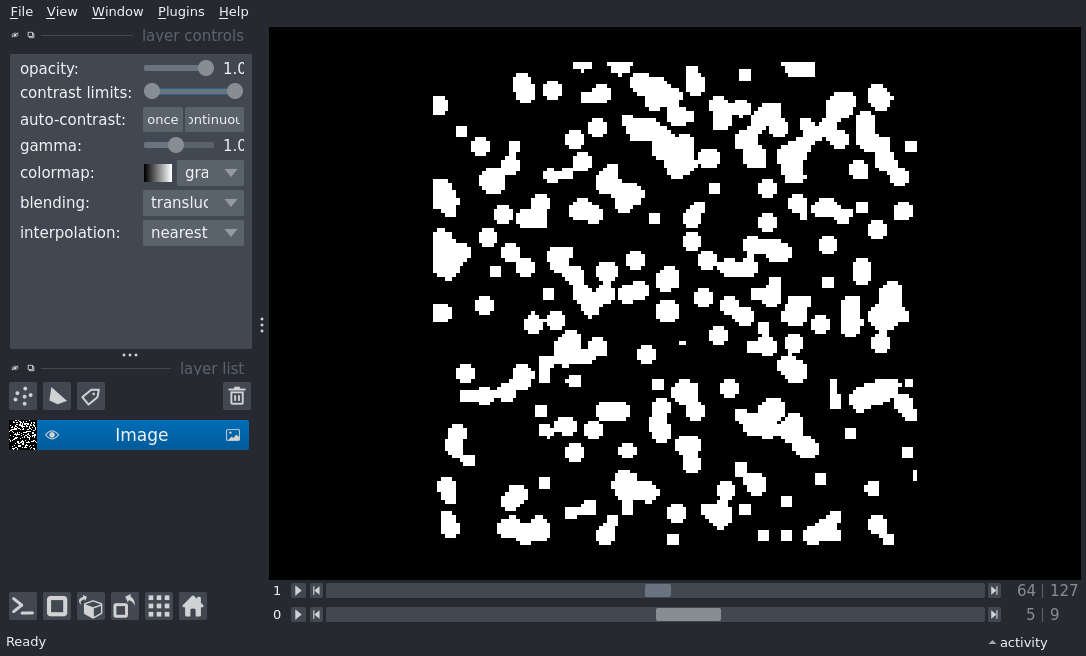 File View Window Plugins Help
layer controls
opacity: 1.0
contrast limits:
auto-contrast: once ontinuou
gamma: 1.0
colormap: gra
blending: transluc
interpolation: nearest
layer list
Image
1 64 | 127
0 5 | 9
Ready activity